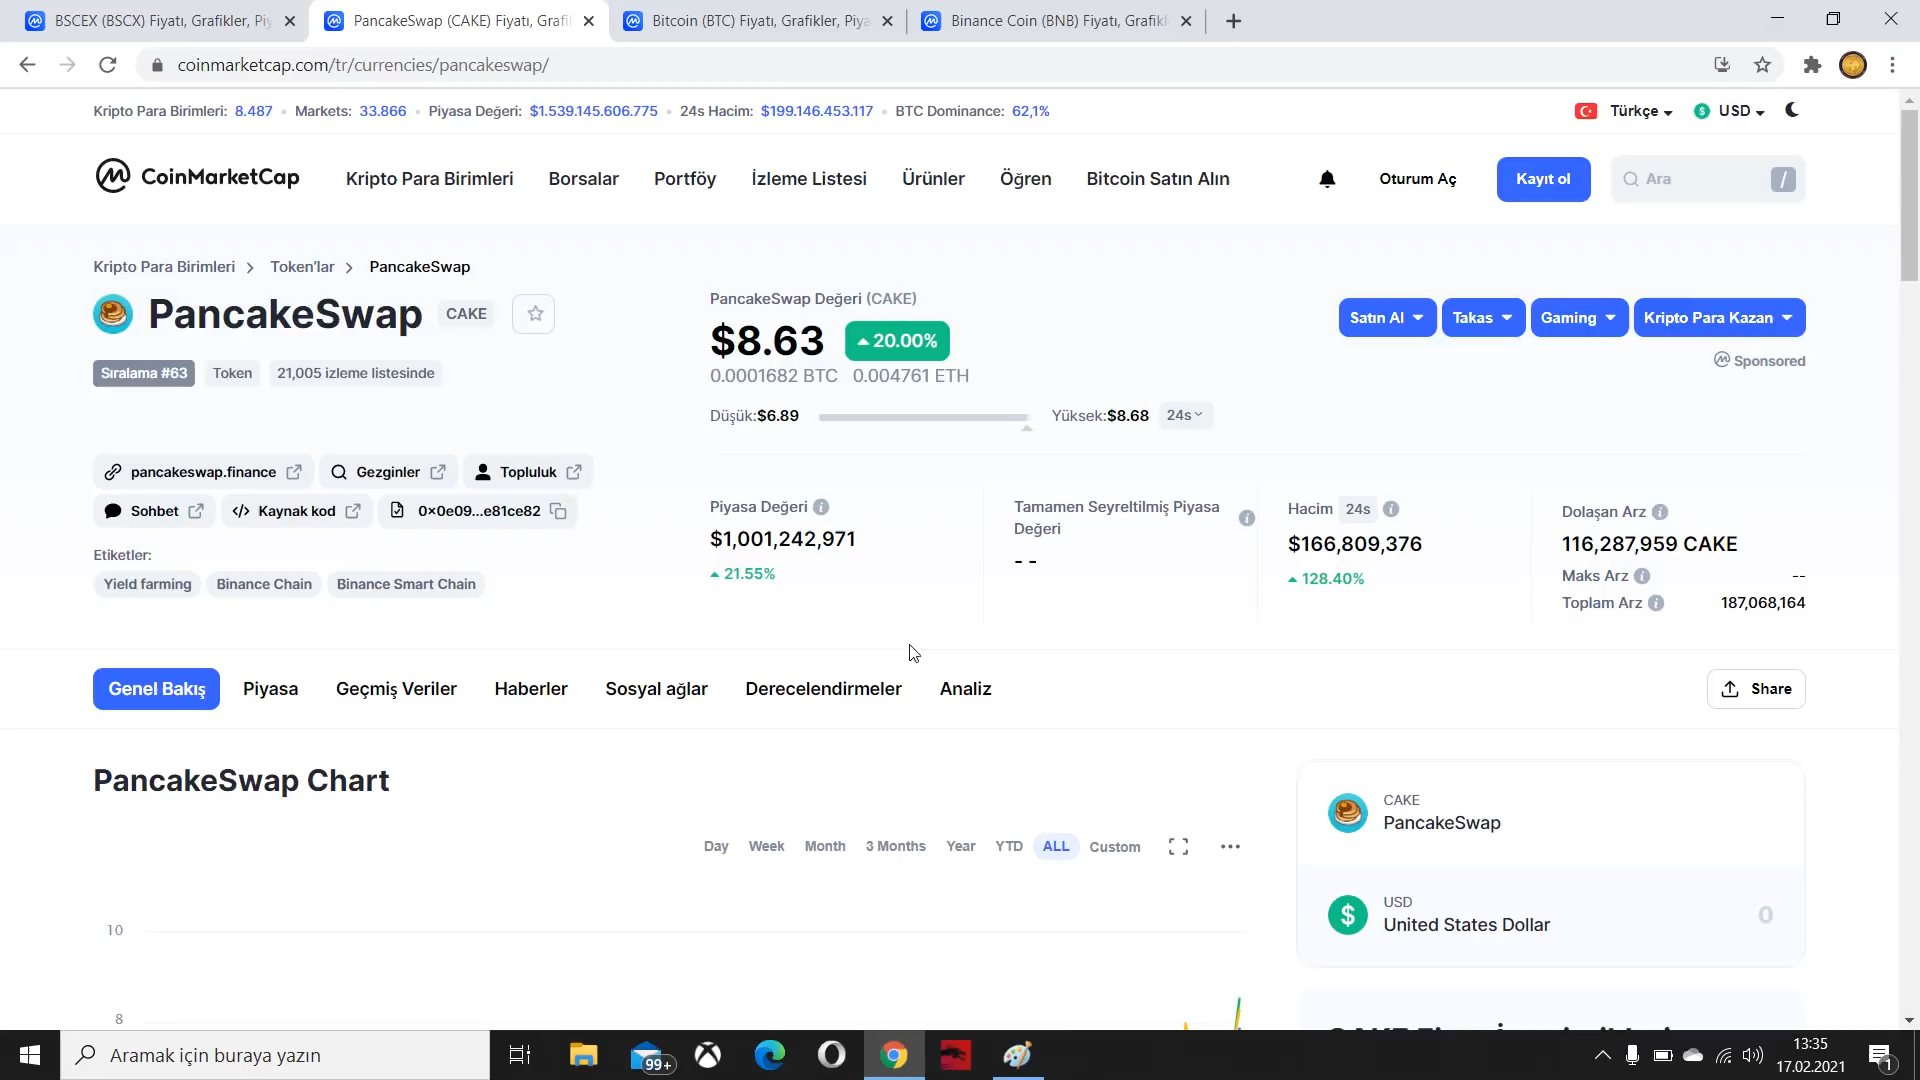 BSCEX (BSCX) Fiyatı, Grafikler, Piy
PancakeSwap (CAKE) Fiyatı, Grafi
Bitcoin (BTC) Fiyatı, Grafikler, Piya
Binance Coin (BNB) Fiyatı, Grafikl
coinmarketcap.com/tr/currencies/pancakeswap/
Kripto Para Birimleri: 8.487 • Markets: 33.866 • Piyasa Değeri: $1.539.145.606.775 • 24s Hacim: $199.146.453.117 • BTC Dominance: 62,1%
Türkçe
USD
CoinMarketCap
Kripto Para Birimleri Borsalar Portföy İzleme Listesi Ürünler Öğren Bitcoin Satın Alın
Oturum Aç
Kayıt ol
Ara
/
Kripto Para Birimleri > Token'lar > PancakeSwap
PancakeSwap CAKE
Sıralama #63 Token 21,005 izleme listesinde
pancakeswap.finance Gezginler Topluluk
Sohbet </> Kaynak kod 0x0e09...e81ce82
Etiketler:
Yield farming Binance Chain Binance Smart Chain
PancakeSwap Değeri (CAKE)
$8.63 20.00%
0.0001682 BTC 0.004761 ETH
Düşük:$6.89 Yüksek:$8.68 24s
Satın Al Takas Gaming Kripto Para Kazan
Sponsored
Piyasa Değeri
$1,001,242,971
21.55%
Tamamen Seyreltilmiş Piyasa
Değeri
- -
Hacim 24s
$166,809,376
128.40%
Dolaşan Arz
116,287,959 CAKE
Maks Arz --
Toplam Arz 187,068,164
Genel Bakış Piyasa Geçmiş Veriler Haberler Sosyal ağlar Derecelendirmeler Analiz
Share
PancakeSwap Chart
Day Week Month 3 Months Year YTD ALL Custom
10
8
CAKE
PancakeSwap
$
USD
United States Dollar
0
Aramak için buraya yazın
99+
13:35
17.02.2021
1